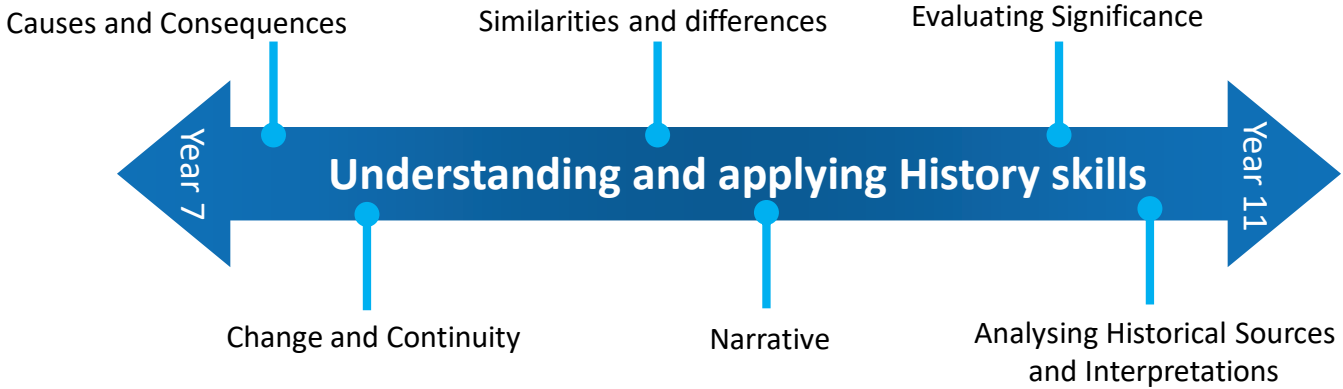 Causes and Consequences
Similarities and differences
Evaluating Significance
Year 7
Understanding and applying History skills
Year 11
Change and Continuity
Narrative
Analysing Historical Sources
and Interpretations